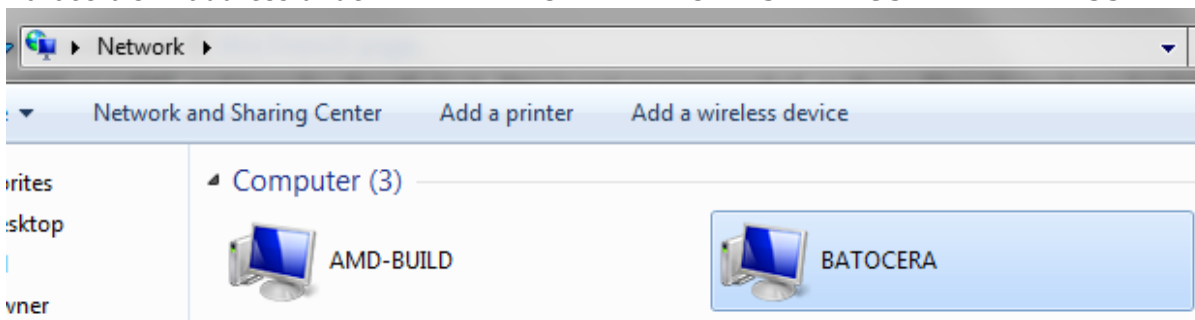 Network
Network and Sharing Center Add a printer Add a wireless device
Computer (3)
AMD-BUILD BATOCERA